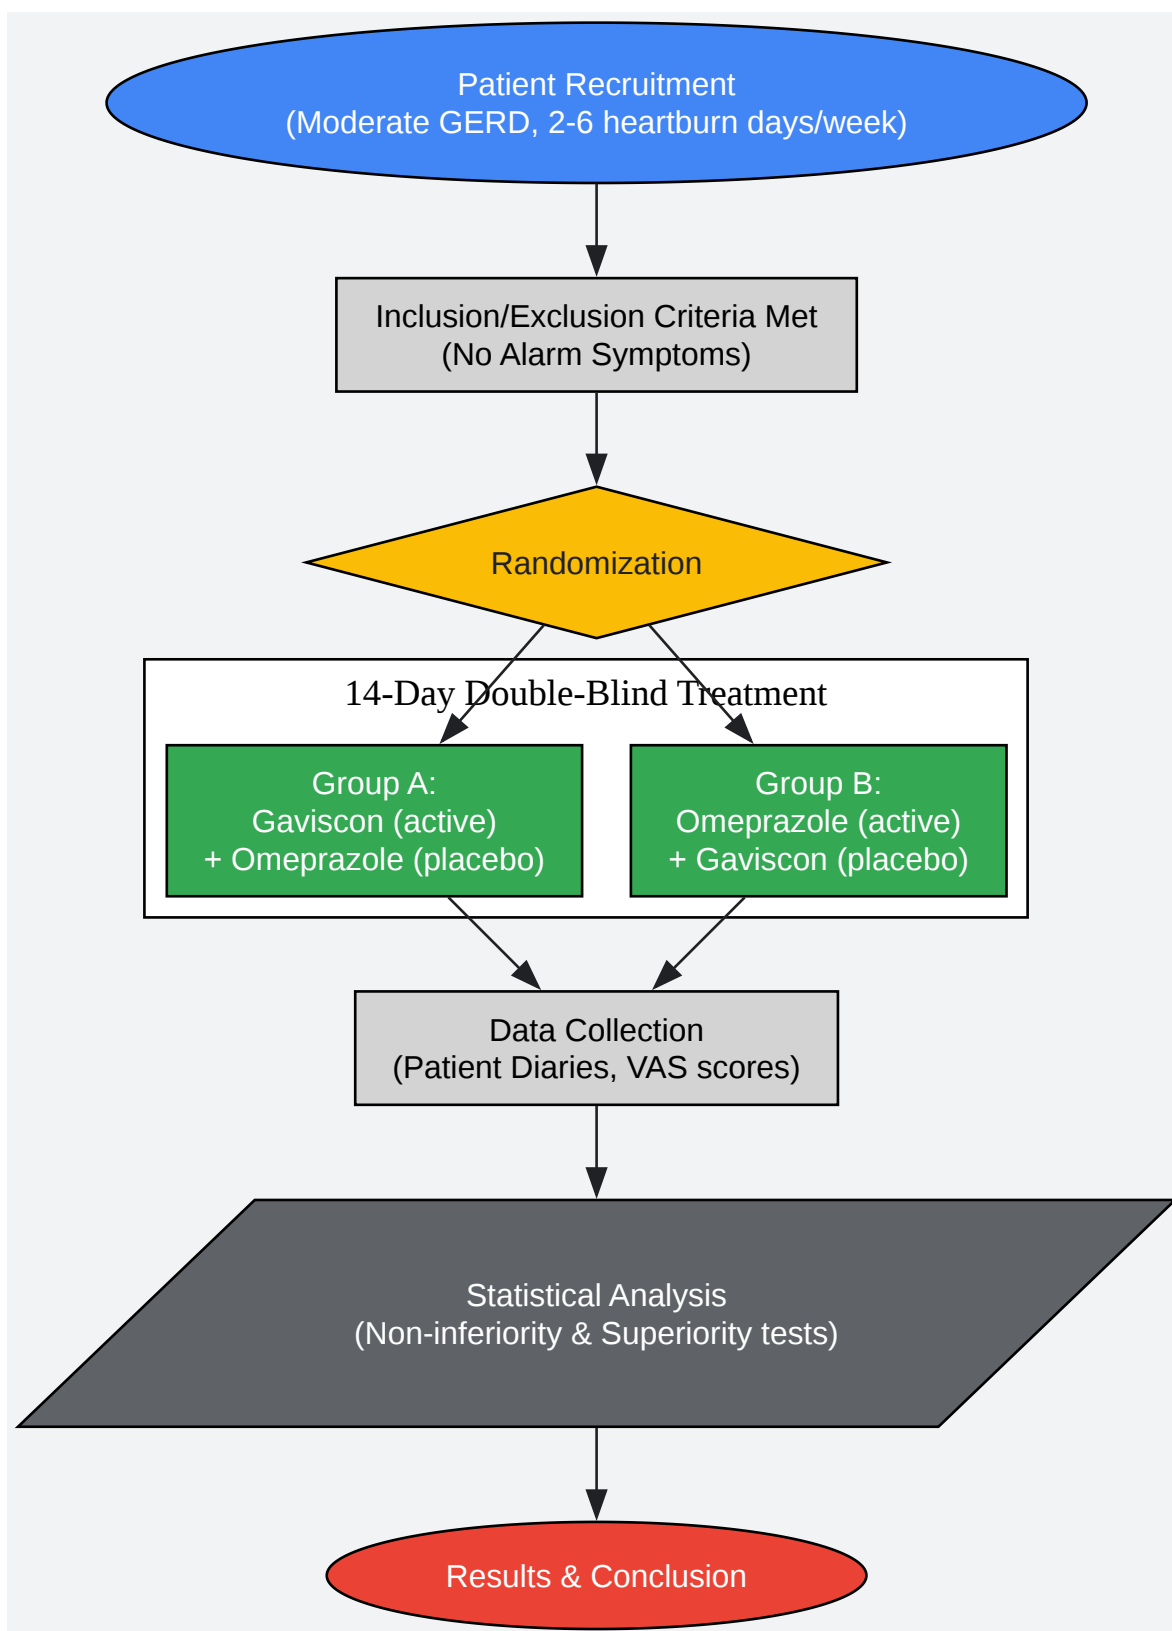 Patient Recruitment
(Moderate GERD, 2-6 heartburn days/week)
Inclusion/Exclusion Criteria Met
(No Alarm Symptoms)
Randomization
14-Day Double-Blind Treatment
Group A:
Gaviscon (active)
+ Omeprazole (placebo)
Group B:
Omeprazole (active)
+ Gaviscon (placebo)
Data Collection
(Patient Diaries, VAS scores)
Statistical Analysis
(Non-inferiority & Superiority tests)
Results & Conclusion